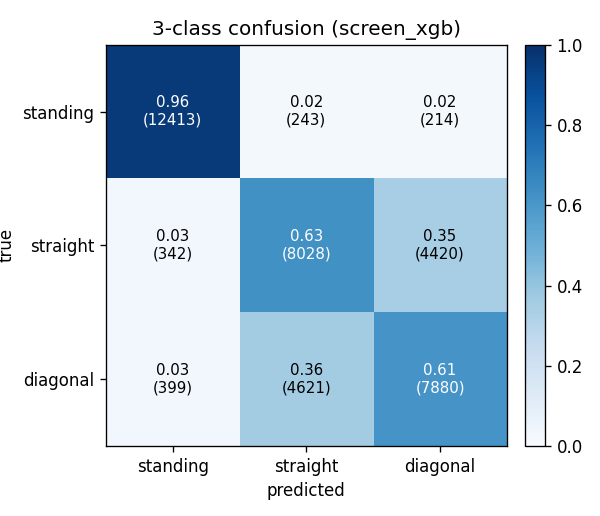 3-class confusion (screen_xgb)
true
standing
0.96
(12413)
0.02
(243)
0.02
(214)
straight
0.03
(342)
0.63
(8028)
0.35
(4420)
diagonal
0.03
(399)
0.36
(4621)
0.61
(7880)
standing
straight
diagonal
predicted
1.0
0.8
0.6
0.4
0.2
0.0